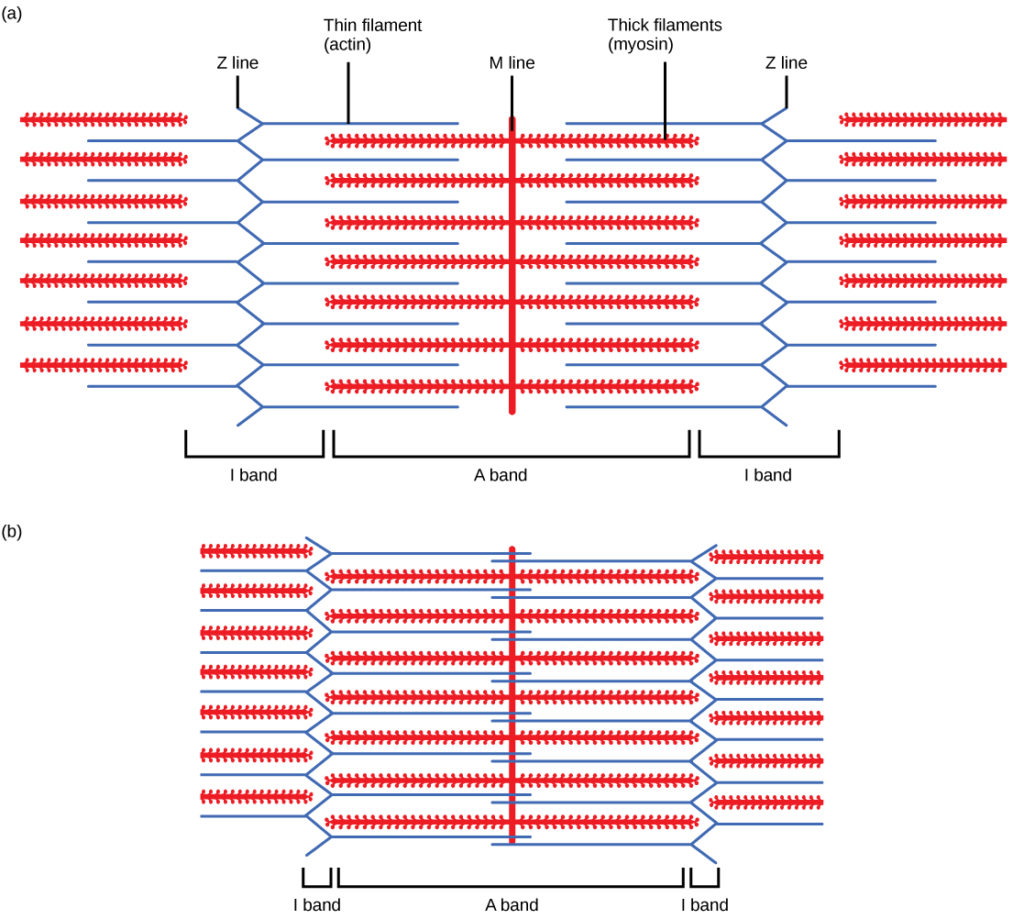 (a)
Thin filament
(actin)
Thick filaments
(myosin)
Z line
M line
Z line
I band
A band
I band
(b)
I band
A band
I band